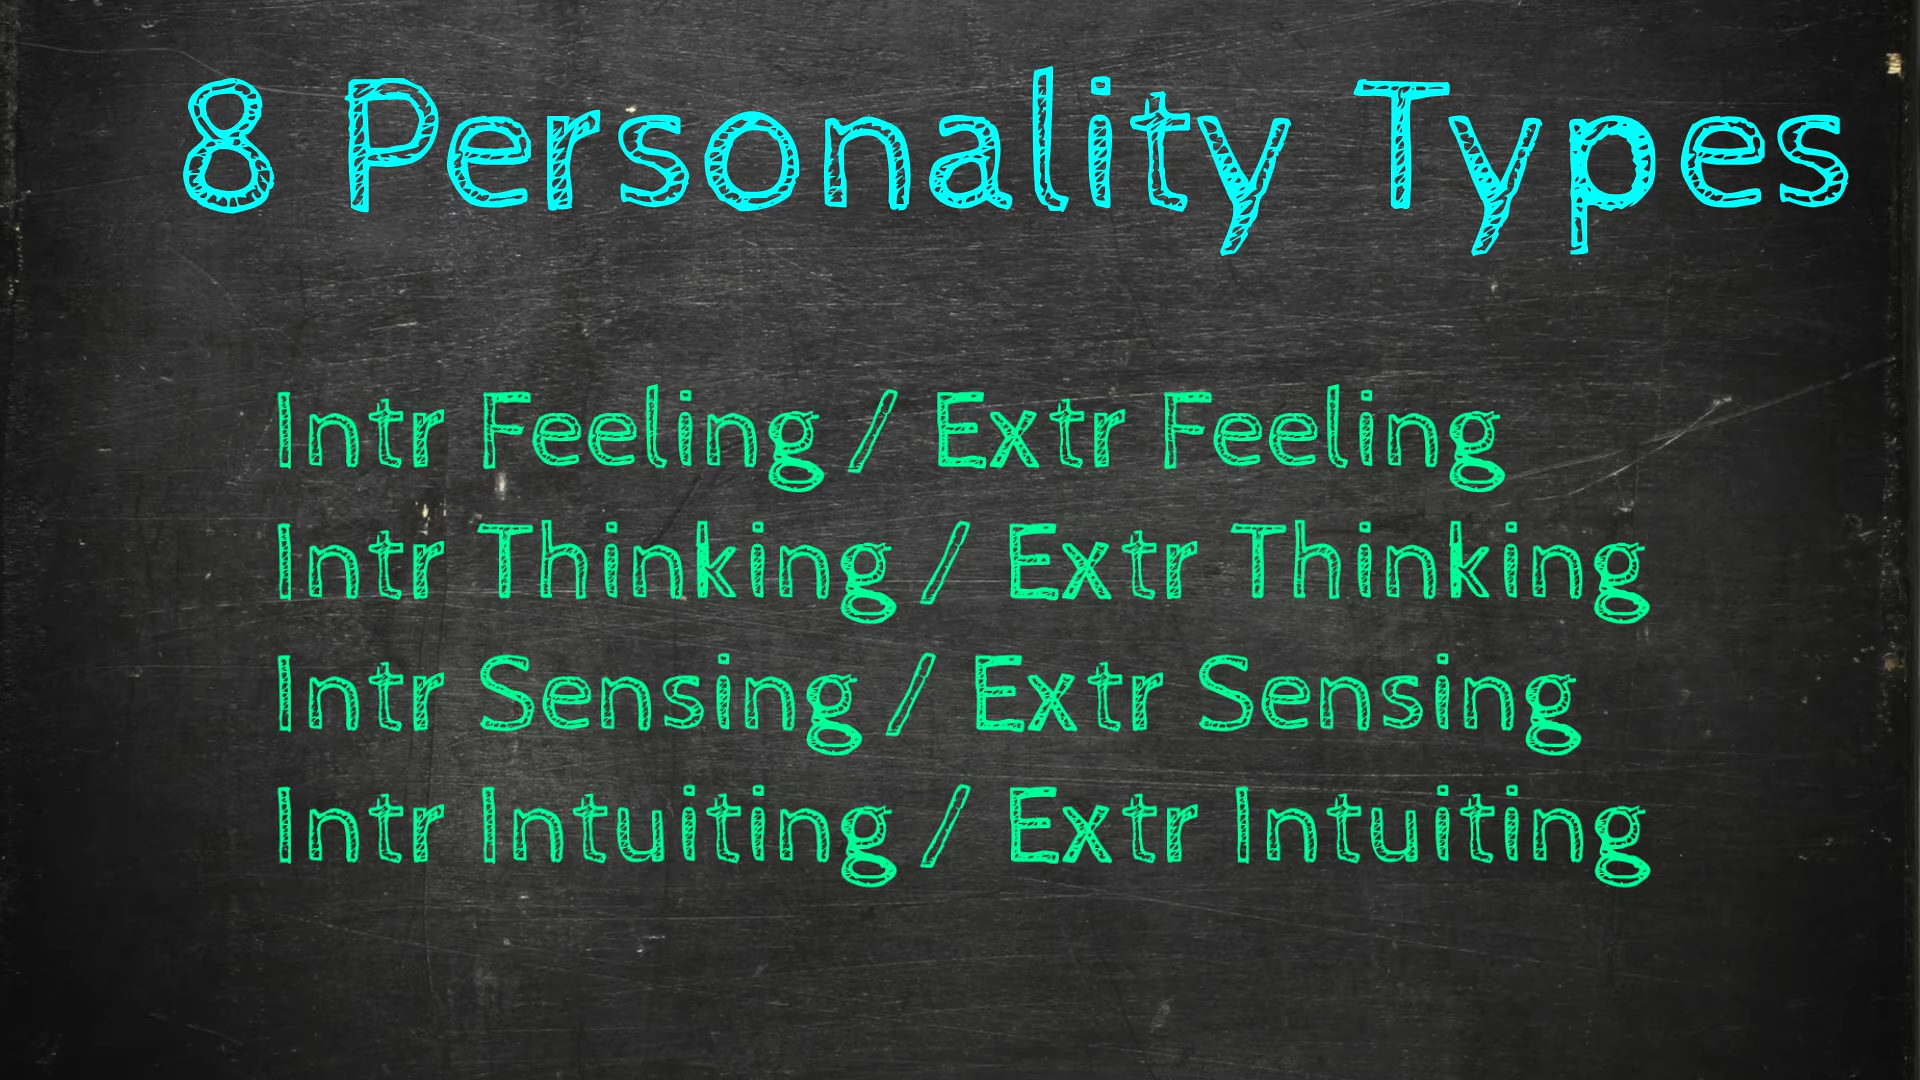 8 Personality Types
Intr Feeling / Extr Feeling
Intr Thinking / Extr Thinking
Intr Sensing / Extr Sensing
Intr Intuiting / Extr Intuiting